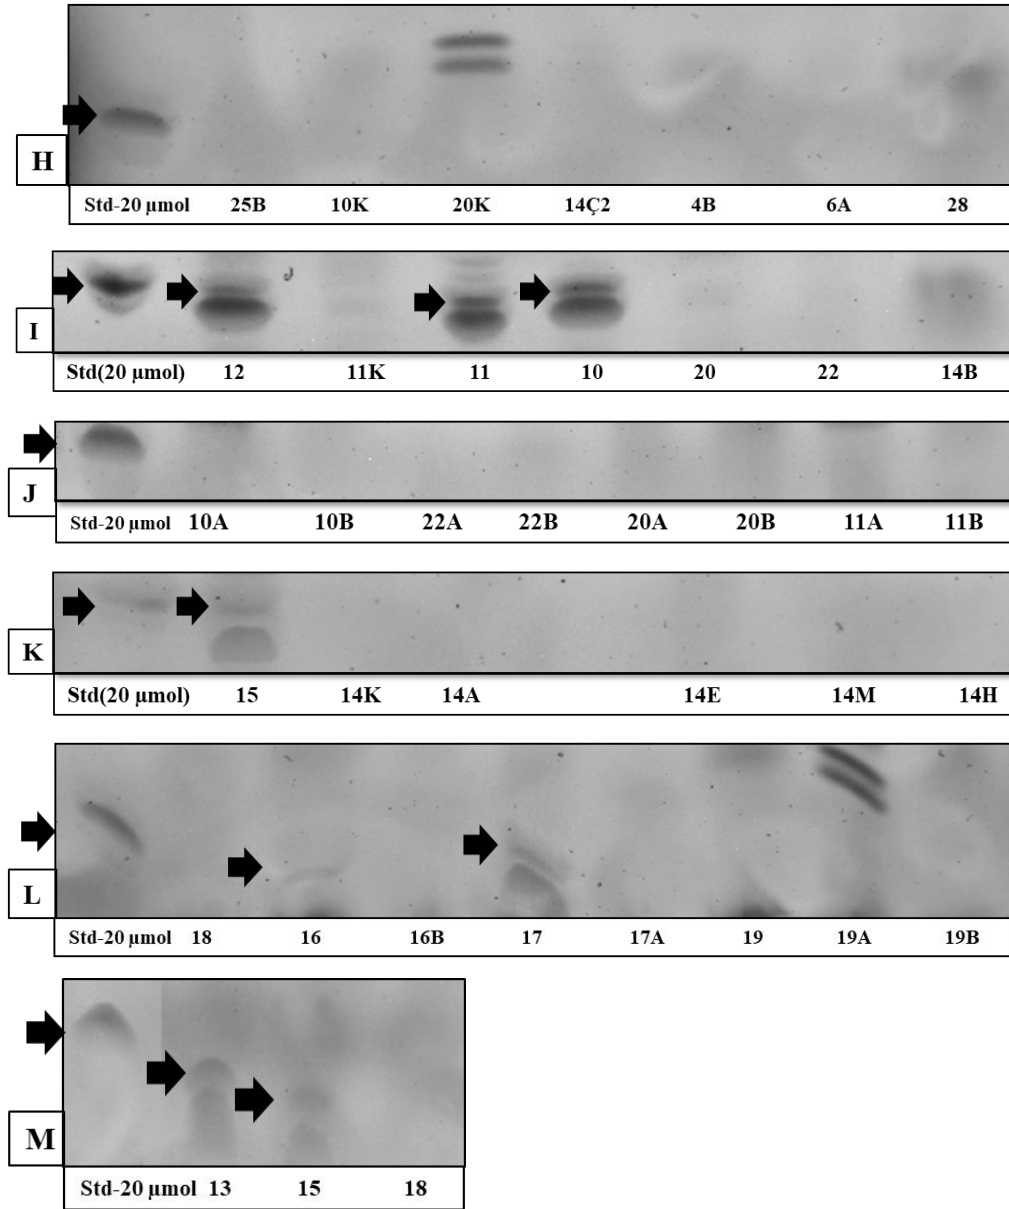 H
Std-20 µmol 25B 10K 20K 14Ç2 4B 6A 28
I
Std(20 µmol) 12 11K 11 10 20 22 14B
J
Std-20 µmol 10A 10B 22A 22B 20A 20B 11A 11B
K
Std(20 µmol) 15 14K 14A 14E 14M 14H
L
Std-20 µmol 18 16 16B 17 17A 19 19A 19B
M
Std-20 µmol 13 15 18